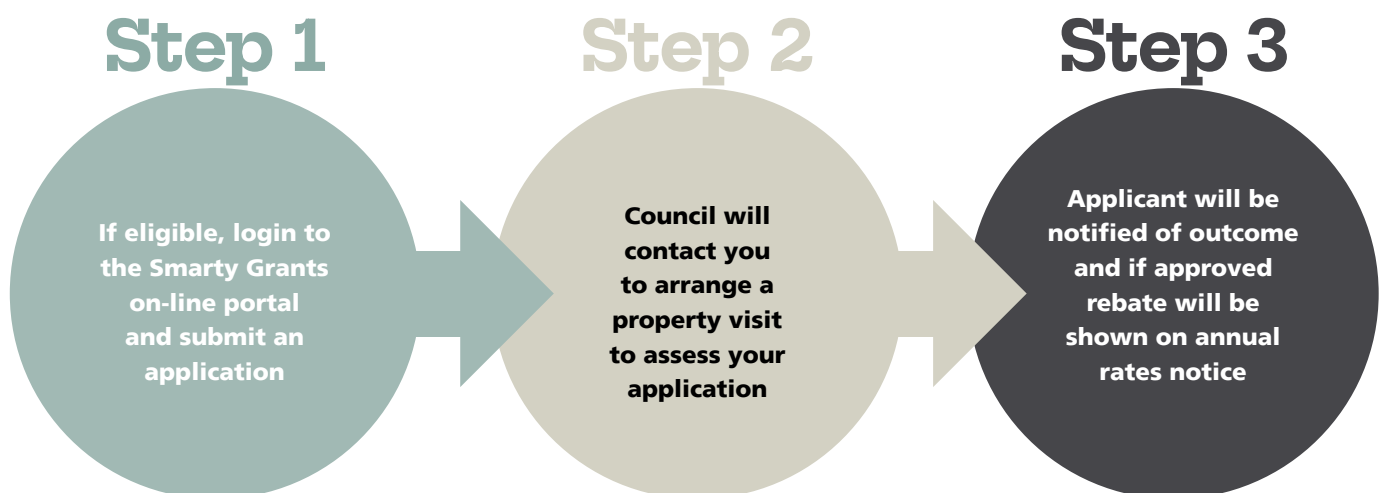 Step 1
If eligible, login to
the Smarty Grants
on-line portal
and submit an
application
Step 2
Council will
contact you
to arrange a
property visit
to assess your
application
Step 3
Applicant will be
notified of outcome
and if approved
rebate will be
shown on annual
rates notice